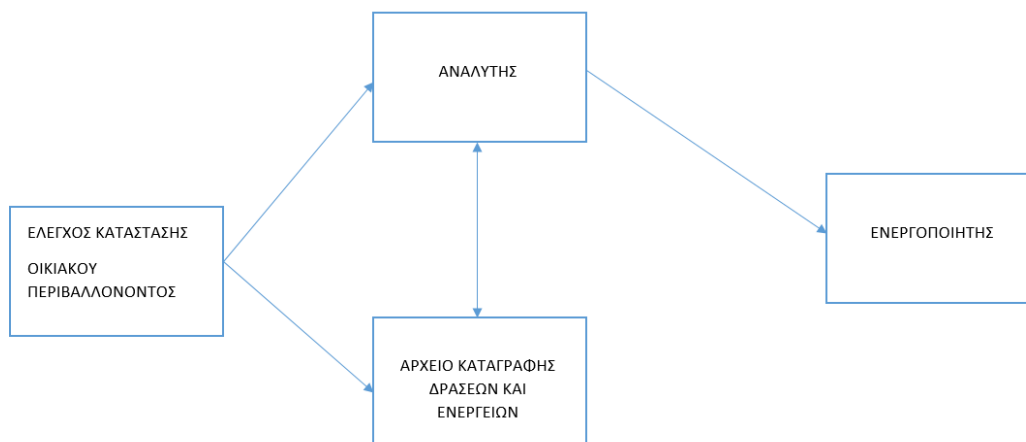 ΑΝΑΛΥΤΗΣ
ΕΛΕΓΧΟΣ ΚΑΤΑΣΤΑΣΗΣ
ΟΙΚΙΑΚΟΥ
ΠΕΡΙΒΑΛΛΟΝΟΝΤΟΣ
ΕΝΕΡΓΟΠΟΙΗΤΗΣ
ΑΡΧΕΙΟ ΚΑΤΑΓΡΑΦΗΣ
ΔΡΑΣΕΩΝ ΚΑΙ
ΕΝΕΡΓΕΙΩΝ